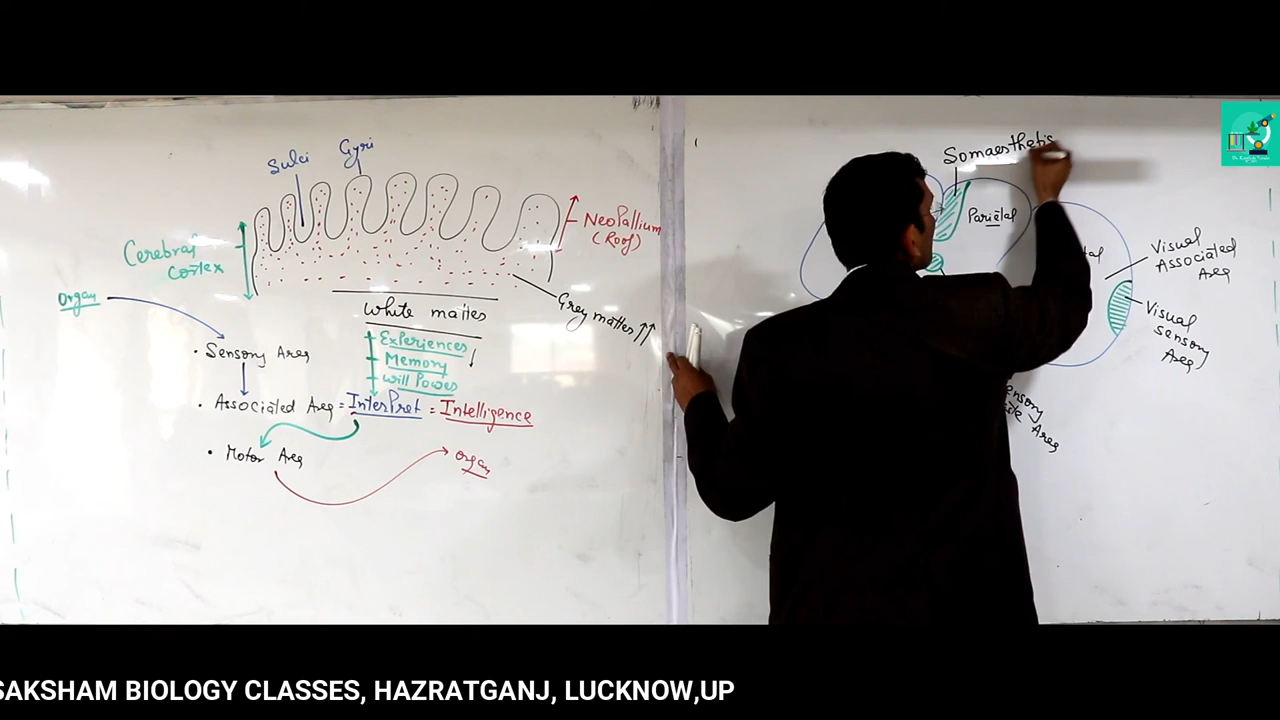 Sulci
Gyri
Cerebral
Cortex
NeoPallium
(Roof)
Grey matter
White matter
Organ
Sensory Area
Experiences
Memory
Will Power
Associated Area = InterPret = Intelligence
Motor Area
organ
Somaesthetic
Parietal
Visual
Associated
Area
Visual
Sensory
Area
Area
SAKSHAM BIOLOGY CLASSES, HAZRATGANJ, LUCKNOW,UP